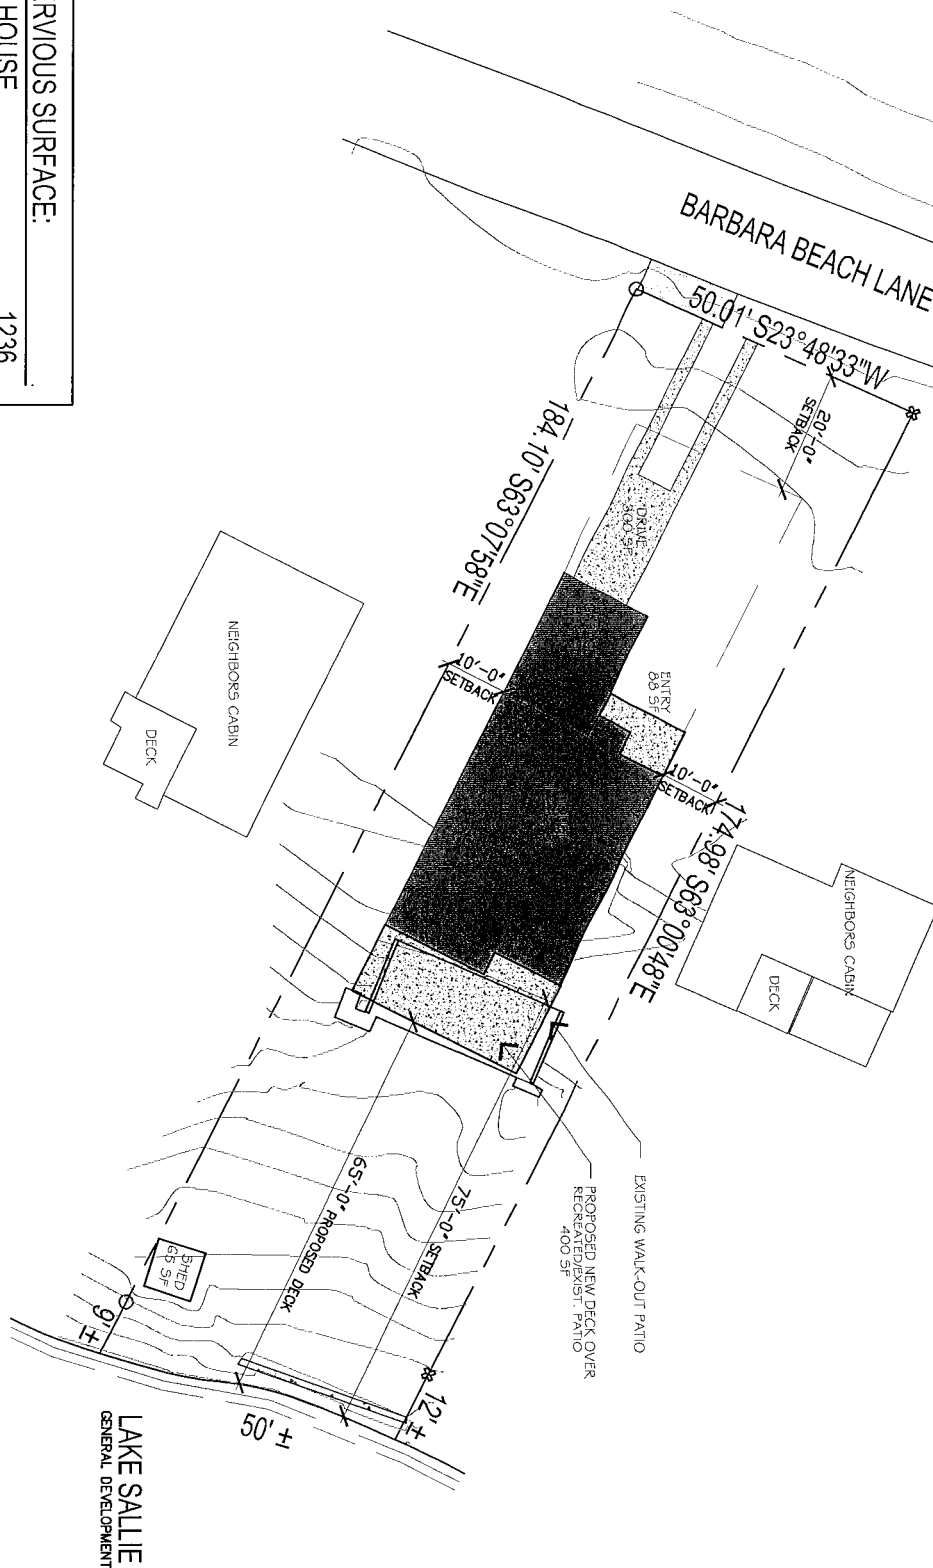 RVIOUS SURFACE:
HOUSE
1236
BARBARA BEACH LANE
50.01' S23°48'33"W
20'-0"
SETBACK
184.10' S63°07'58"E
DRIVE
300 SF
ENTRY
88 SF
10'-0"
SETBACK
10'-0"
SETBACK
174.98' S63°00'48"E
NEIGHBORS CABIN
DECK
NEIGHBORS CABIN
DECK
EXISTING WALK-OUT PATIO
PROPOSED NEW DECK OVER
RECREATED/EXIST. PATIO
400 SF
65'-0" PROPOSED DECK
75'-0" SETBACK
SHED
65 SF
9' ±
12' ±
50' ±
LAKE SALLIE
GENERAL DEVELOPMENT